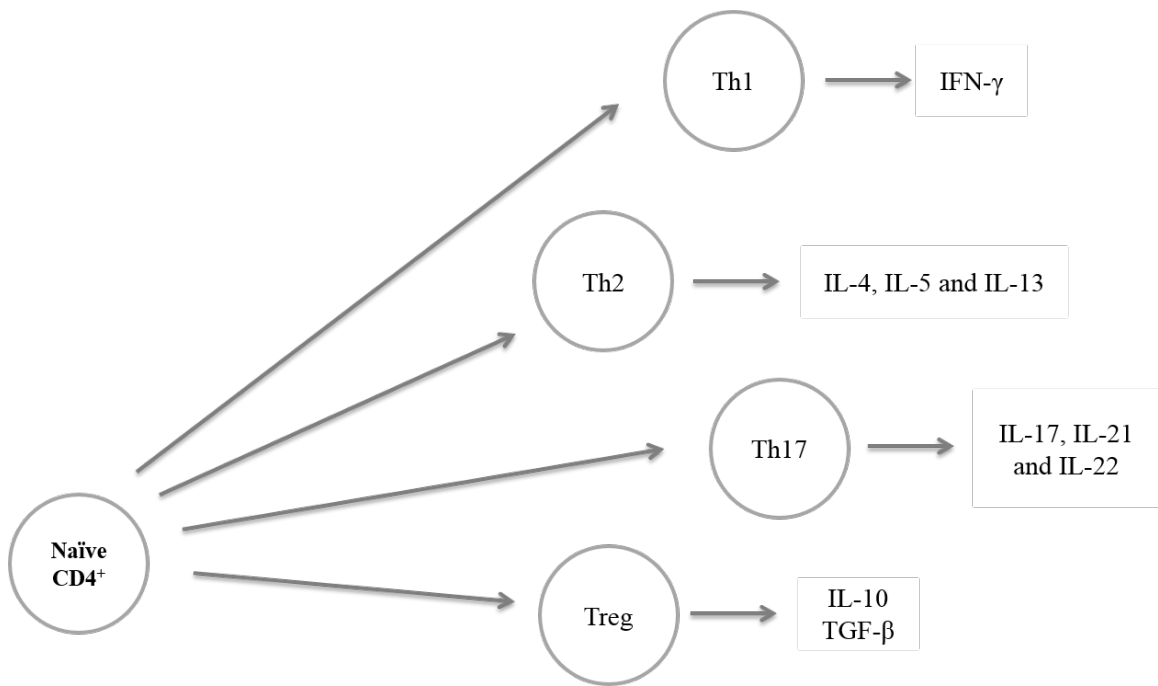 Th1
IFN-γ
Th2
IL-4, IL-5 and IL-13
Th17
IL-17, IL-21
and IL-22
Naïve
CD4⁺
Treg
IL-10
TGF-β